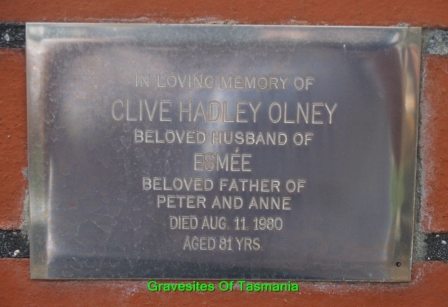 IN LOVING MEMORY OF
CLIVE HADLEY OLNEY
BELOVED HUSBAND OF
ESMÉE
BELOVED FATHER OF
PETER AND ANNE
DIED AUG. 11. 1980
AGED 81 YRS.
Gravesites Of Tasmania